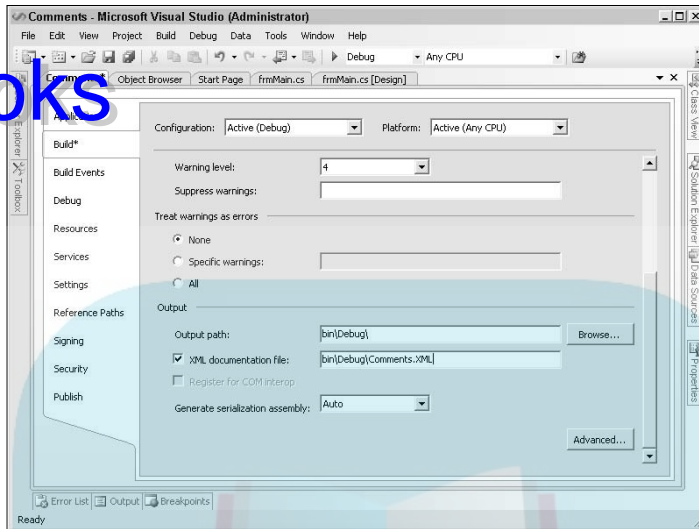 Comments - Microsoft Visual Studio (Administrator)
File Edit View Project Build Debug Data Tools Window Help
Debug Any CPU
Object Browser Start Page frmMain.cs frmMain.cs [Design]
oks
Configuration: Active (Debug) Platform: Active (Any CPU)
Build*
Warning level: 4
Build Events
Suppress warnings:
Debug
Treat warnings as errors
Resources
None
Services
Specific warnings:
Settings
All
Reference Paths
Output
Signing
Output path: bin\Debug\ Browse...
XML documentation file: bin\Debug\Comments.XML
Security
Register for COM interop
Publish
Generate serialization assembly: Auto
Advanced...
Explorer
Toolbox
Class View
Solution Explorer
Data Sources
Properties
Error List Output Breakpoints
Ready